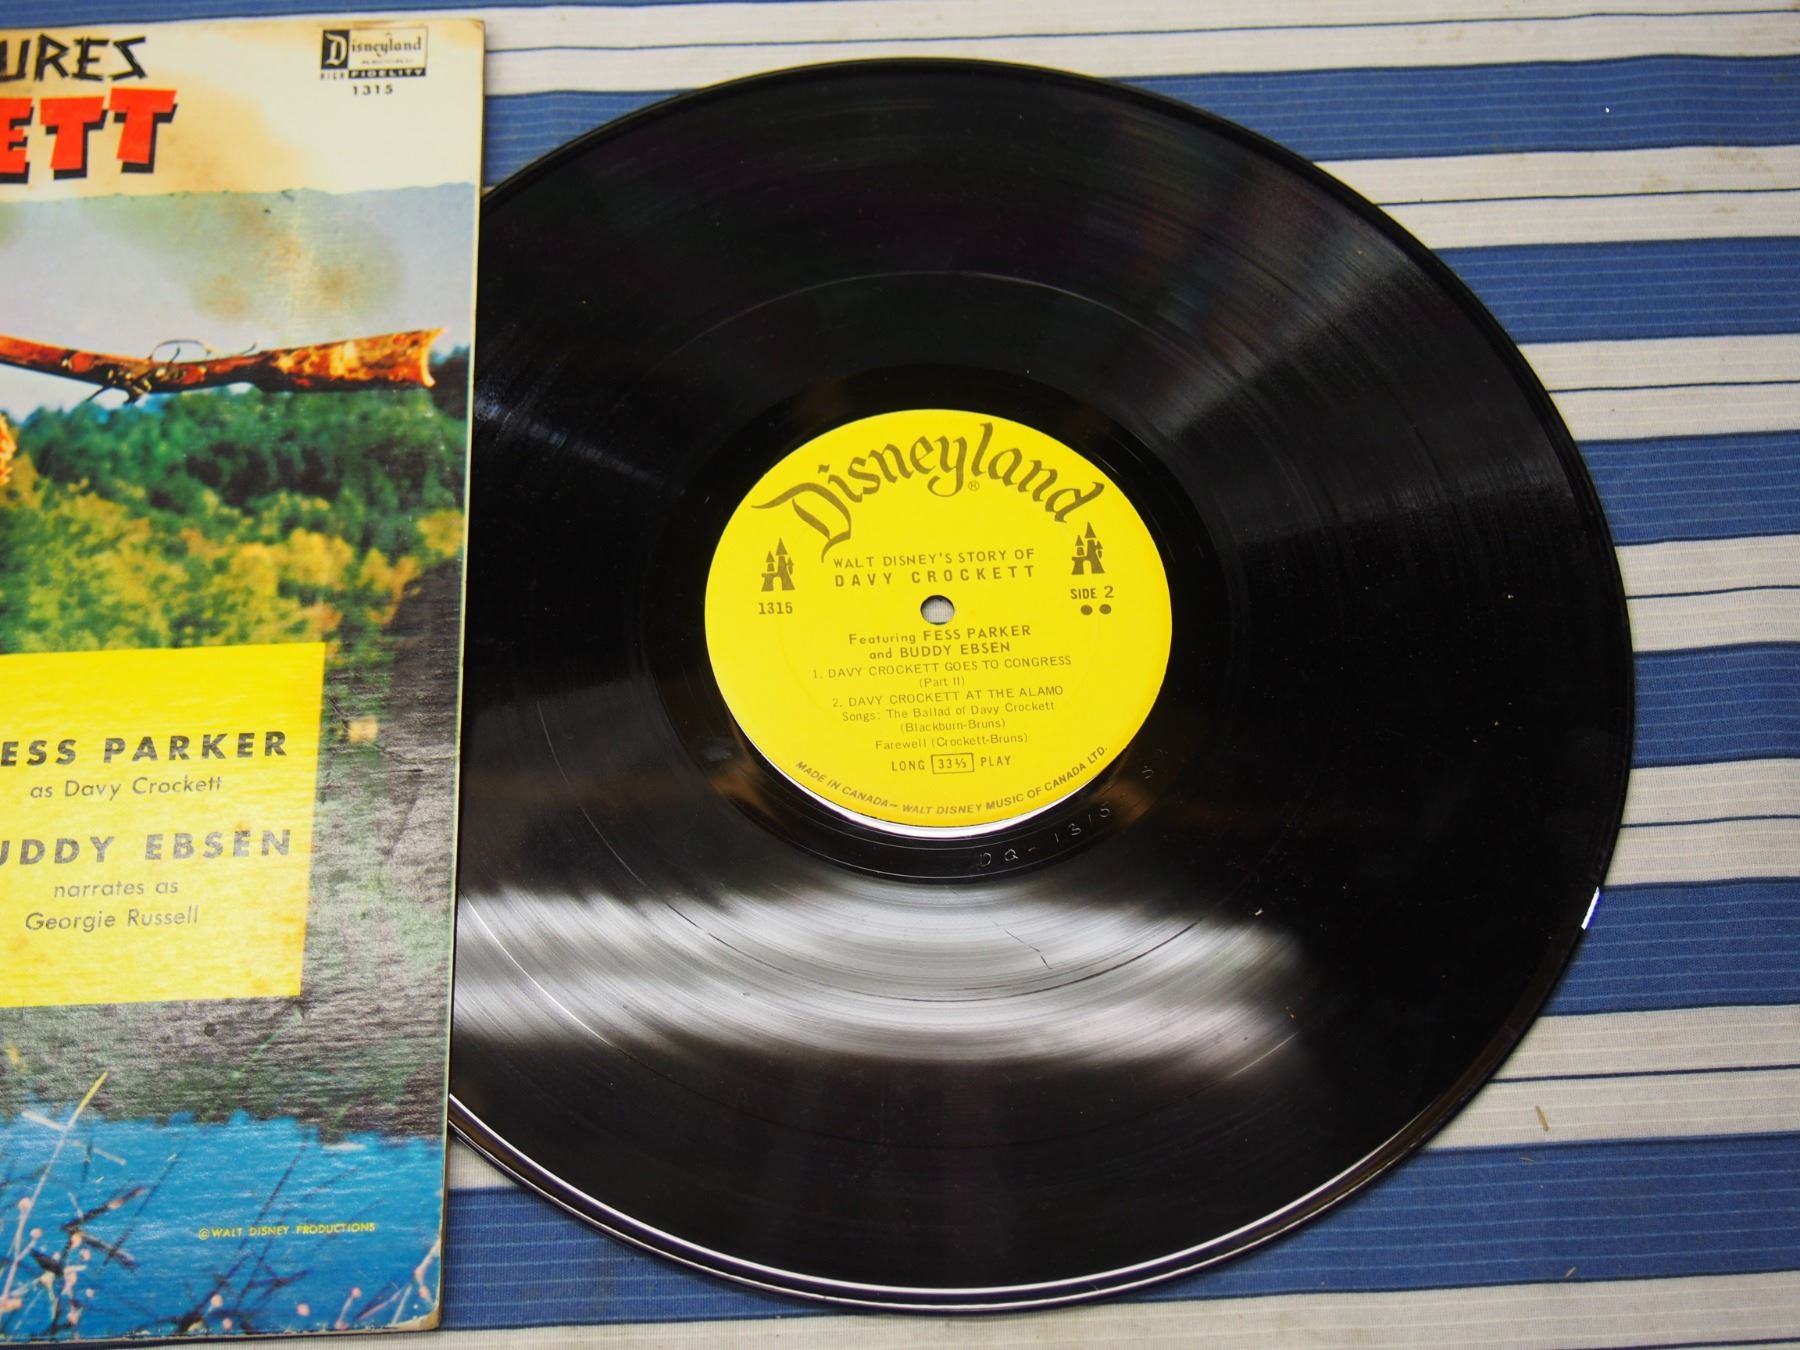 URES
ETT
Disneyland
RECORDS
HIGH FIDELITY
1315
ESS PARKER
as Davy Crockett
UDDY EBSEN
narrates as
Georgie Russell
©WALT DISNEY PRODUCTIONS
Disneyland
®
WALT DISNEY'S STORY OF
DAVY CROCKETT
1315
SIDE 2
Featuring FESS PARKER
and BUDDY EBSEN
1. DAVY CROCKETT GOES TO CONGRESS
(Part II)
2. DAVY CROCKETT AT THE ALAMO
Songs: The Ballad of Davy Crockett
(Blackburn-Bruns)
Farewell (Crockett-Bruns)
LONG 33⅓ PLAY
MADE IN CANADA— WALT DISNEY MUSIC OF CANADA LTD.
DQ-1315